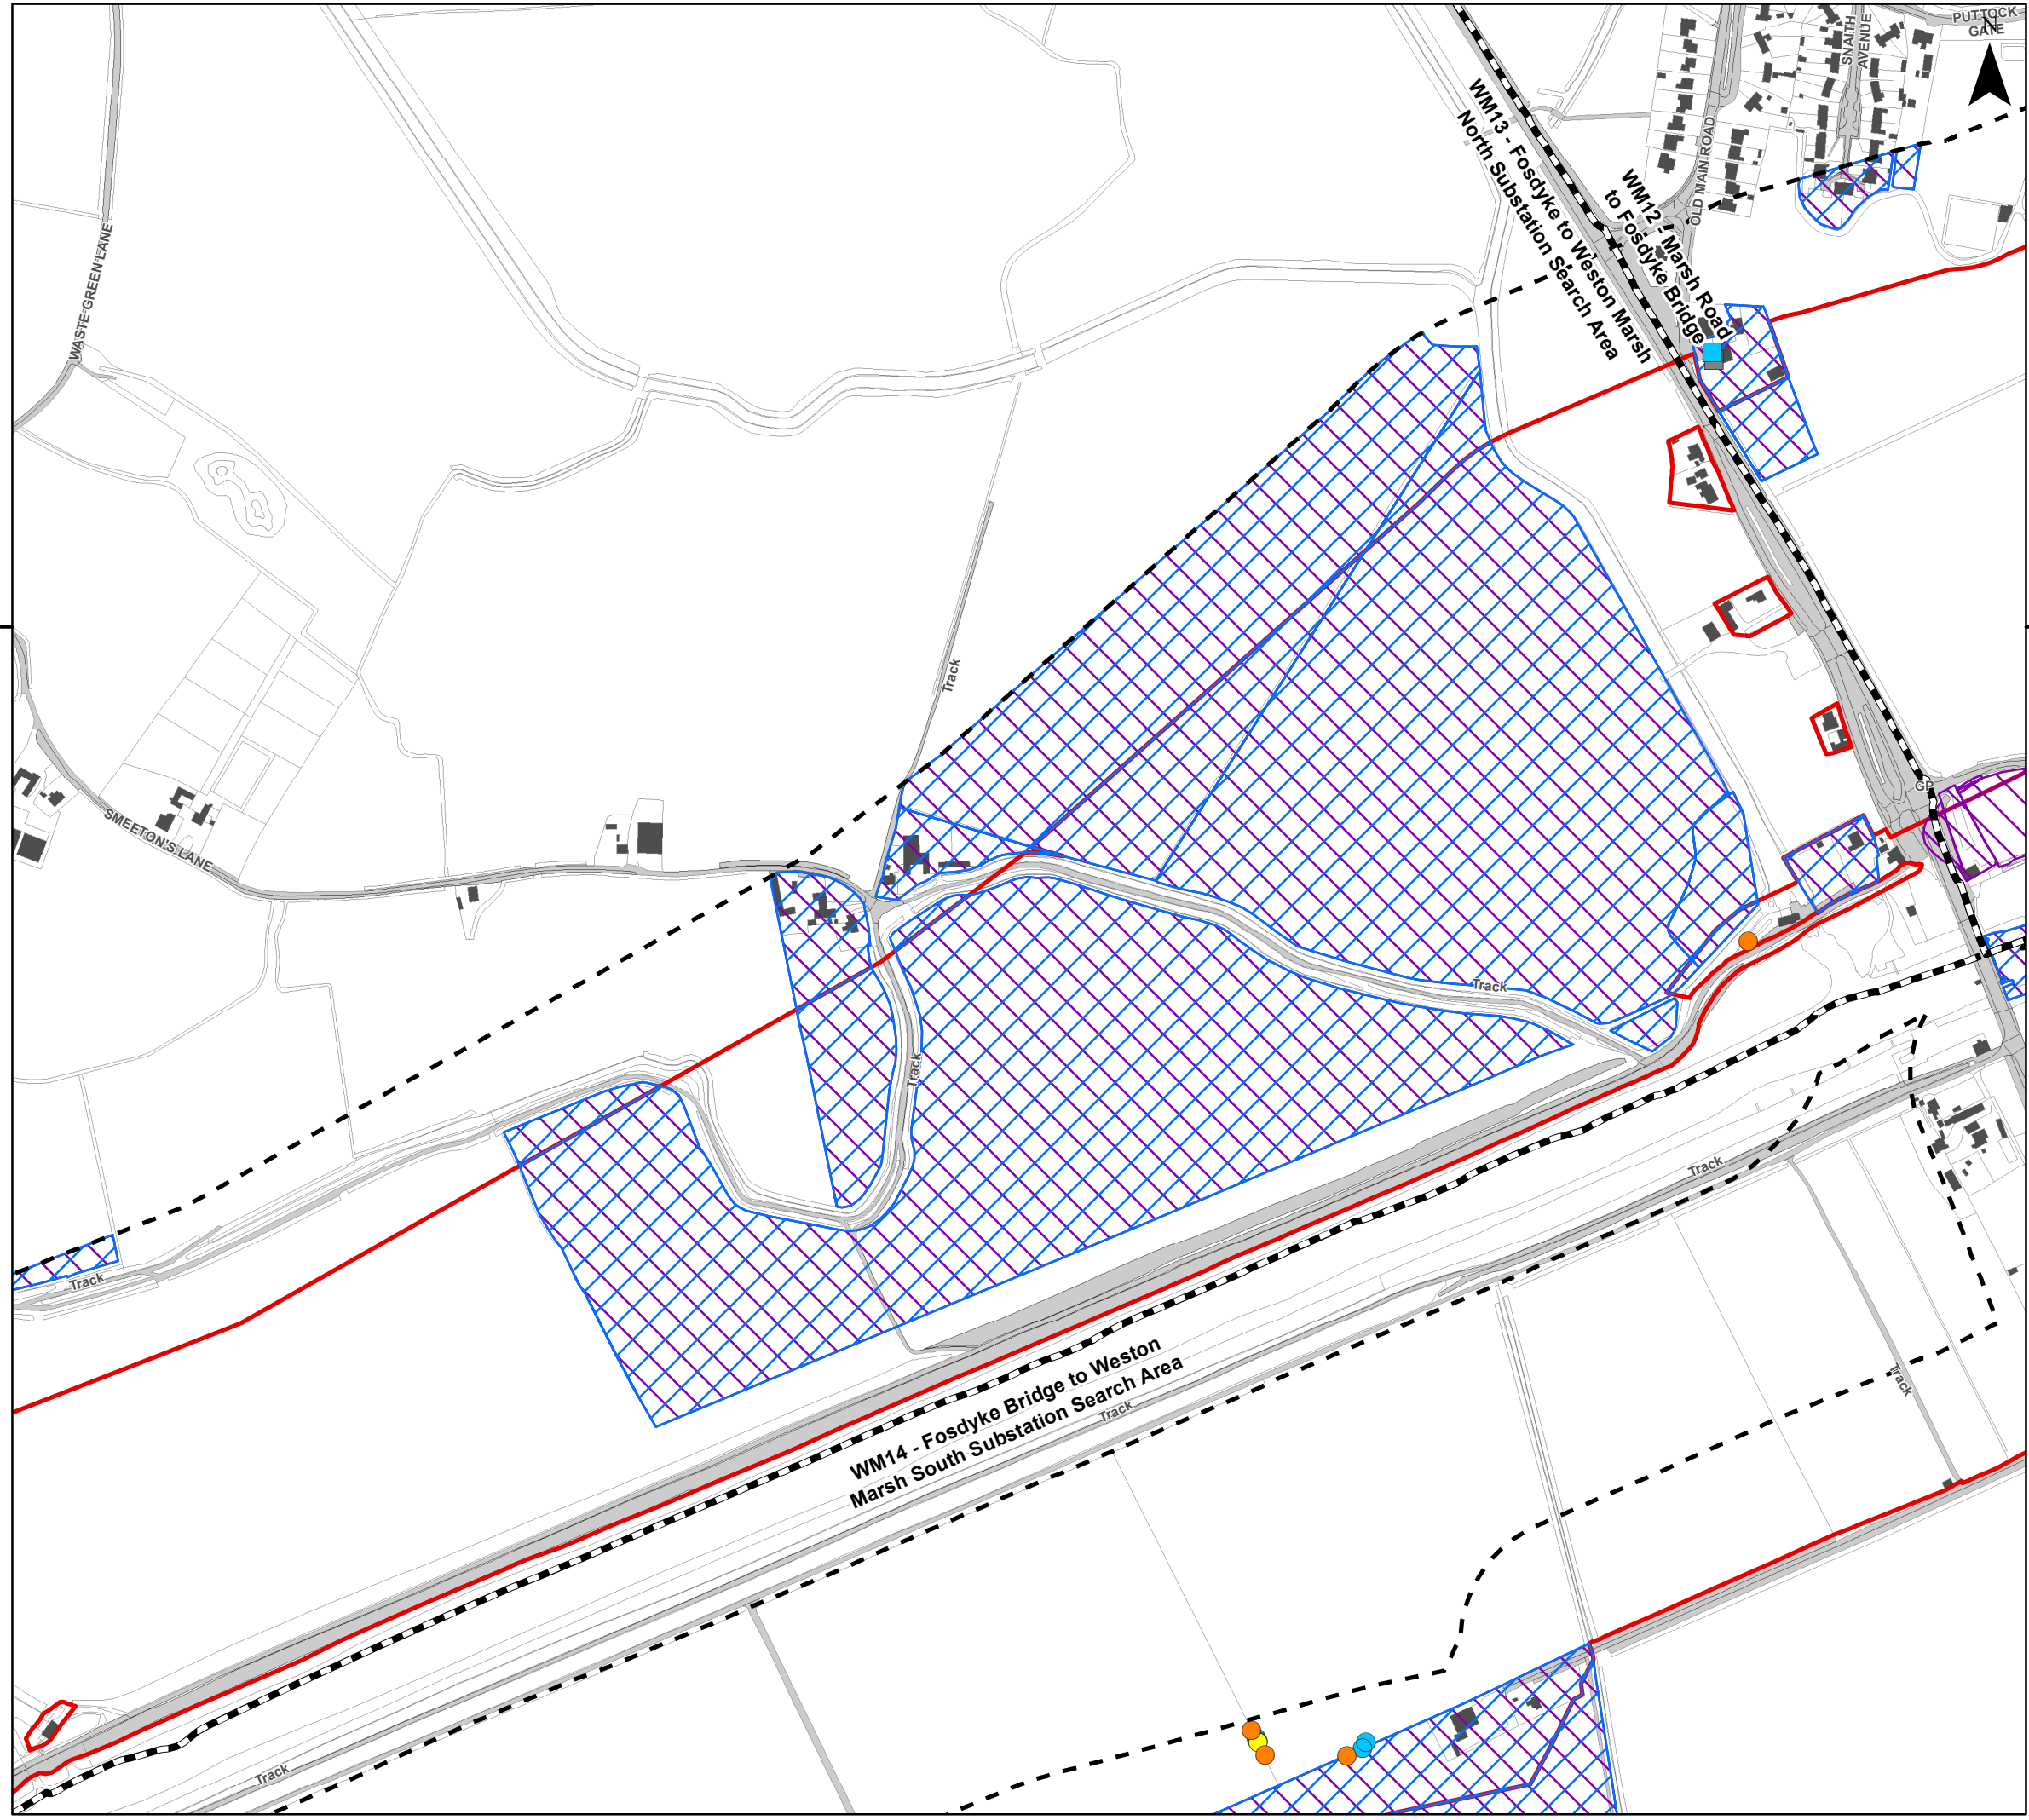 PUTTOCK
GATE
N
SNAITH
AVENUE
OLD MAIN ROAD
WM13 - Fosdyke to Weston Marsh
North Substation Search Area
WM12 - Marsh Road
to Fosdyke Bridge
WASTE GREEN LANE
Track
SMEETON'S LANE
GP
Track
Track
Track
Track
Track
WM14 - Fosdyke Bridge to Weston
Marsh South Substation Search Area
Track
Track